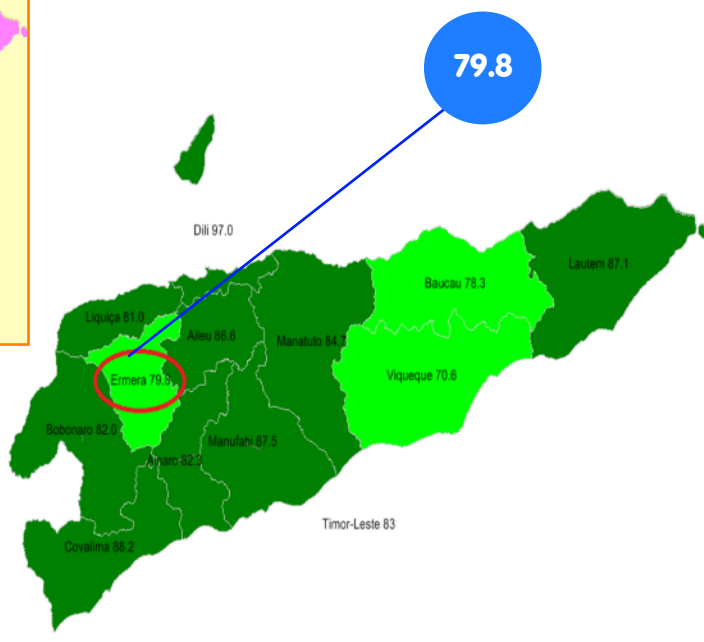 79.8
Dili 97.0
Lautem 87.1
Baucau 78.3
Liquiça 81.0
Aileu 86.6
Manatuto 84.7
Ermera 79.8
Viqueque 70.6
Bobonaro 82.0
Manufahi 87.5
Ainaro 82.3
Timor-Leste 83
Covalima 88.2